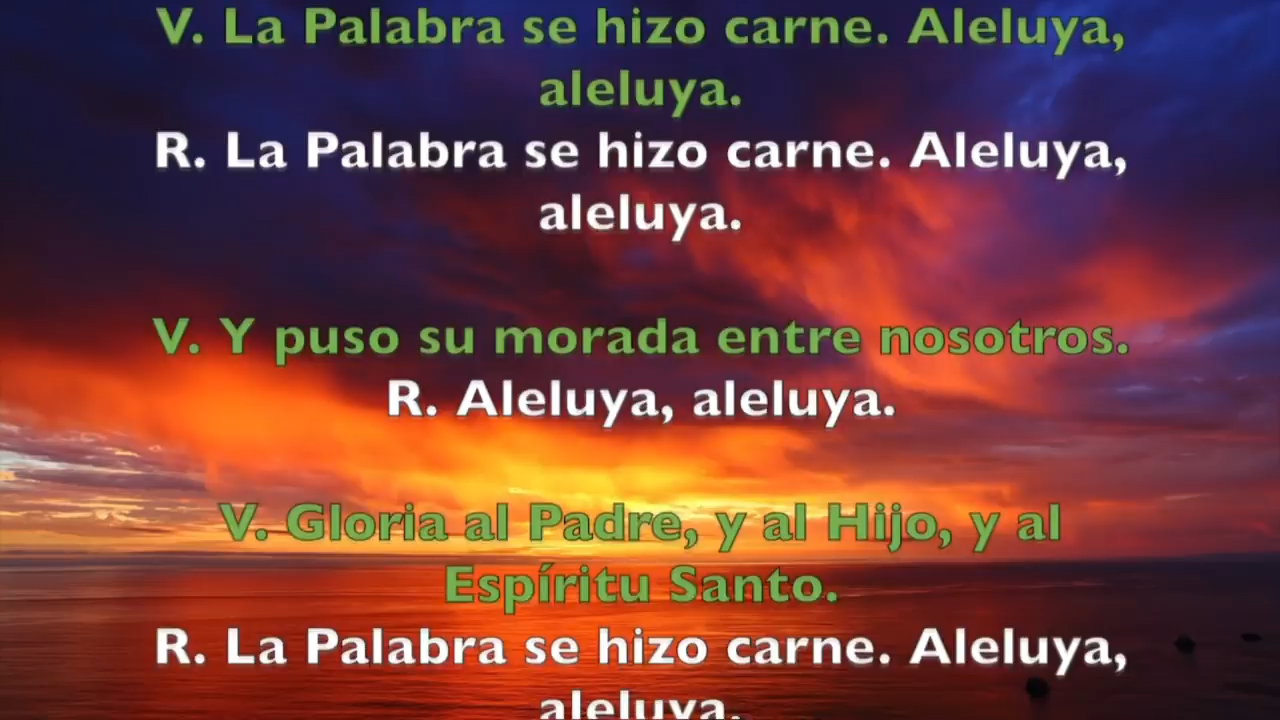 V. La Palabra se hizo carne. Aleluya,
aleluya.
R. La Palabra se hizo carne. Aleluya,
aleluya.
V. Y puso su morada entre nosotros.
R. Aleluya, aleluya.
V. Gloria al Padre, y al Hijo, y al
Espíritu Santo.
R. La Palabra se hizo carne. Aleluya,
aleluya.